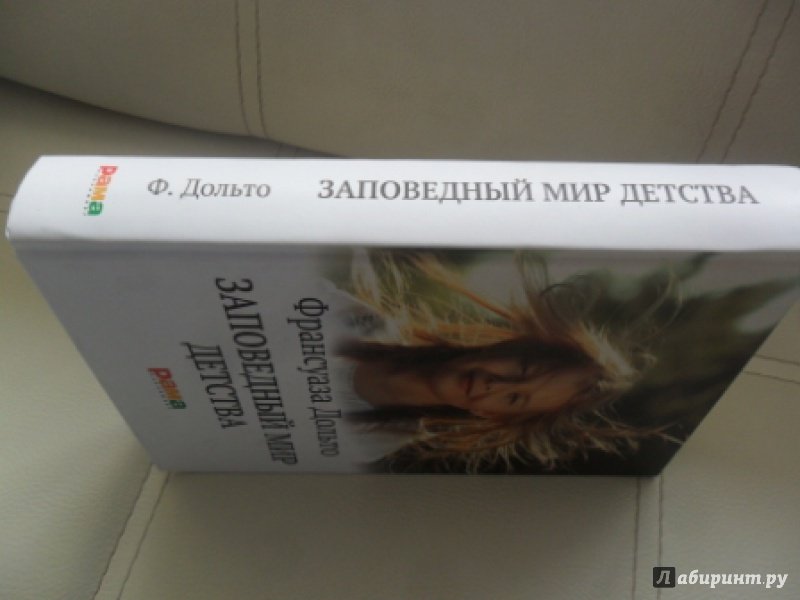 рама Ф. Дольто ЗАПОВЕДНЫЙ МИР ДЕТСТВА
Франсуаза Дольто
ЗАПОВЕДНЫЙ МИР
ДЕТСТВА
рама
Лабиринт.ру